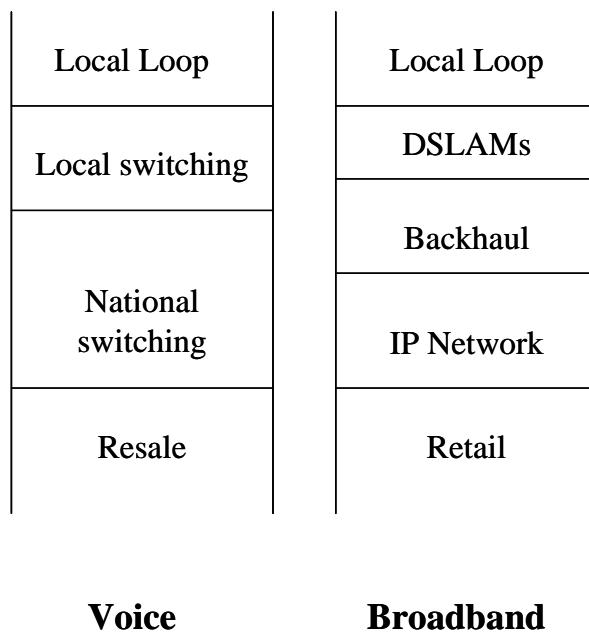 Local Loop
Local switching
National
switching
Resale
Voice
Local Loop
DSLAMs
Backhaul
IP Network
Retail
Broadband